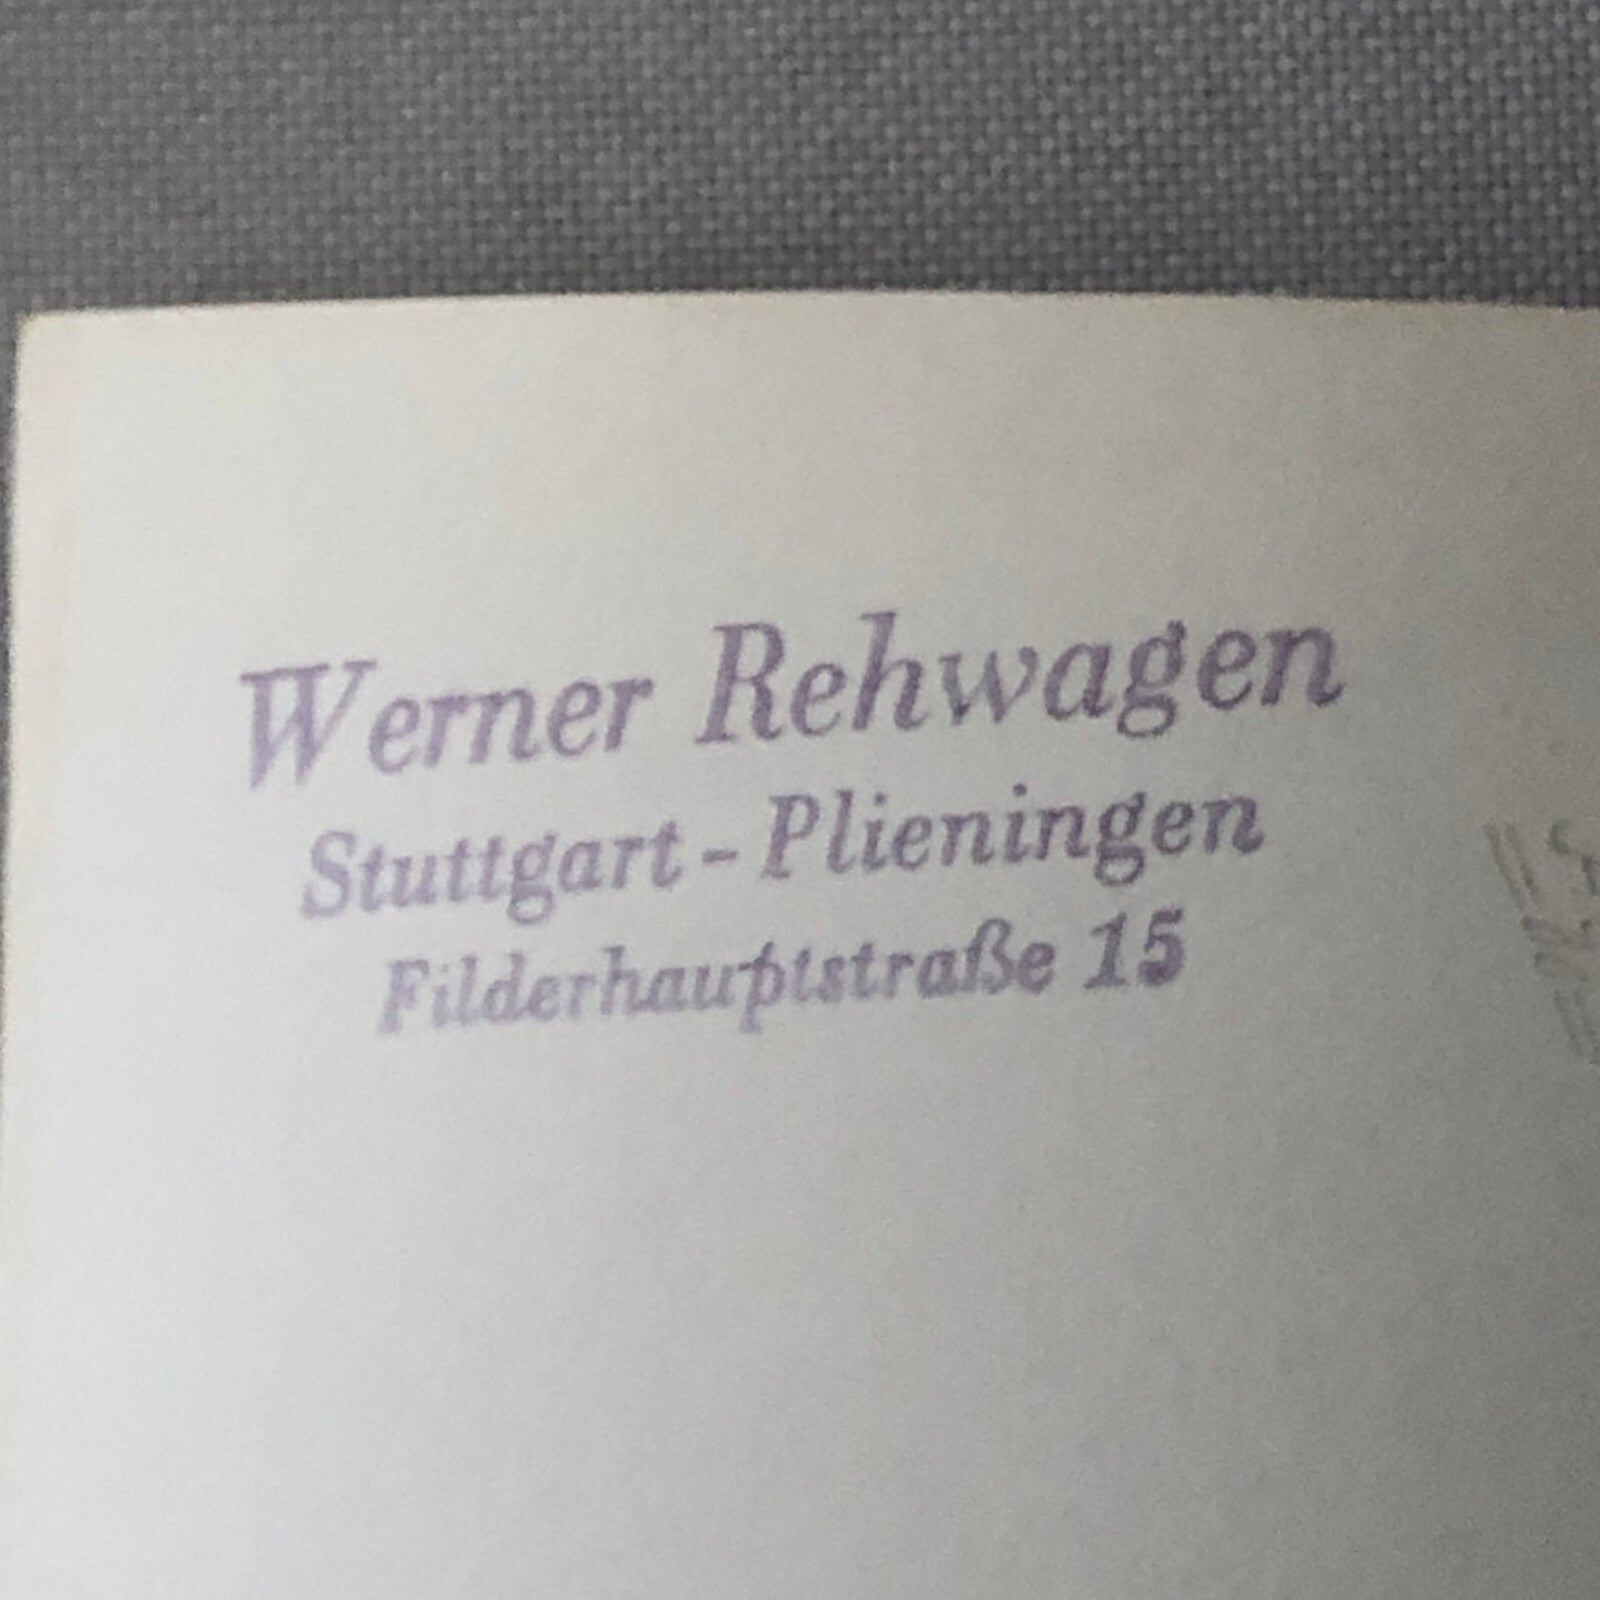 Werner Rehwagen
Stuttgart - Plieningen
Filderhauptstraße 15